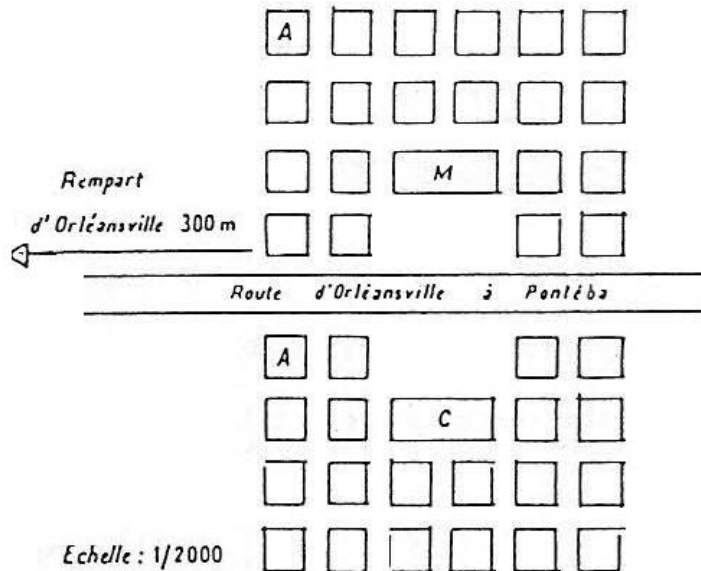 A
M
Rempart
d'Orléansville 300 m
Route d'Orléansville à Pontéba
A
C
Echelle : 1/2000